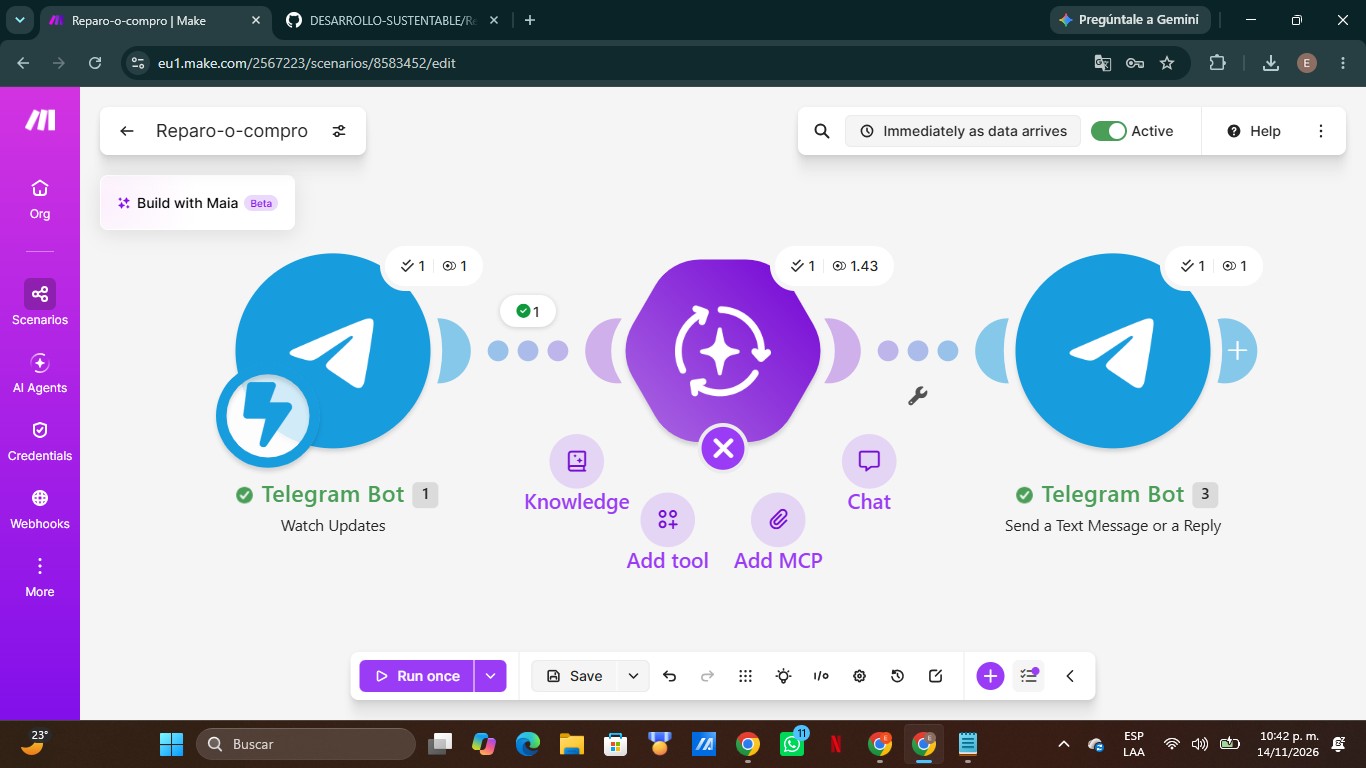 Reparo-o-compro | Make
DESARROLLO-SUSTENTABLE/Re
Pregúntale a Gemini
eu1.make.com/2567223/scenarios/8583452/edit
E
Reparo-o-compro
Immediately as data arrives
Active
Help
Build with Maia Beta
Org
Scenarios
AI Agents
Credentials
Webhooks
More
1 1
1
1 1.43
1 1
Knowledge
Chat
Add tool
Add MCP
Telegram Bot 1
Watch Updates
Telegram Bot 3
Send a Text Message or a Reply
Run once
Save
23°
Buscar
11
ESP
LAA
10:42 p. m.
14/11/2026